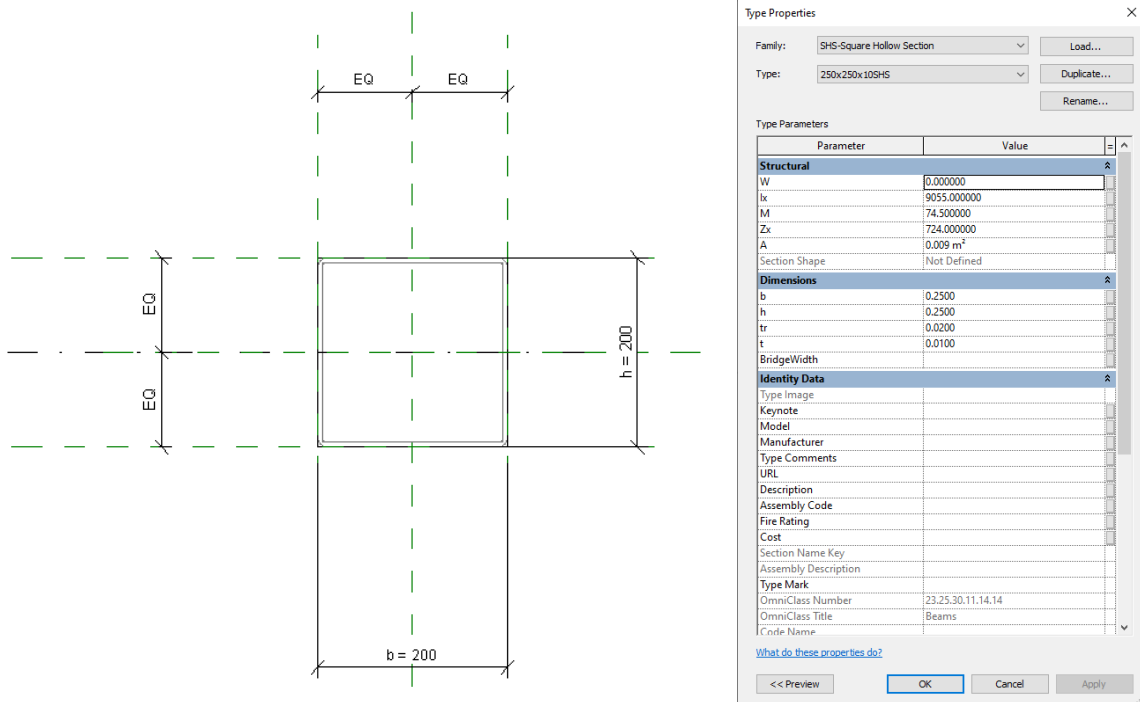 EQ
EQ
EQ
EQ
h = 200
b = 200
Type Properties
Family:
SHS-Square Hollow Section
Load...
Type:
250x250x10SHS
Duplicate...
Rename...
Type Parameters
Parameter
Value
=
Structural
W
0.000000
Ix
9055.000000
M
74.500000
Zx
724.000000
A
0.009 m²
Section Shape
Not Defined
Dimensions
b
0.2500
h
0.2500
tr
0.0200
t
0.0100
BridgeWidth
Identity Data
Type Image
Keynote
Model
Manufacturer
Type Comments
URL
Description
Assembly Code
Fire Rating
Cost
Section Name Key
Assembly Description
Type Mark
OmniClass Number
23.25.30.11.14.14
OmniClass Title
Beams
Code Name
What do these properties do?
<< Preview
OK
Cancel
Apply